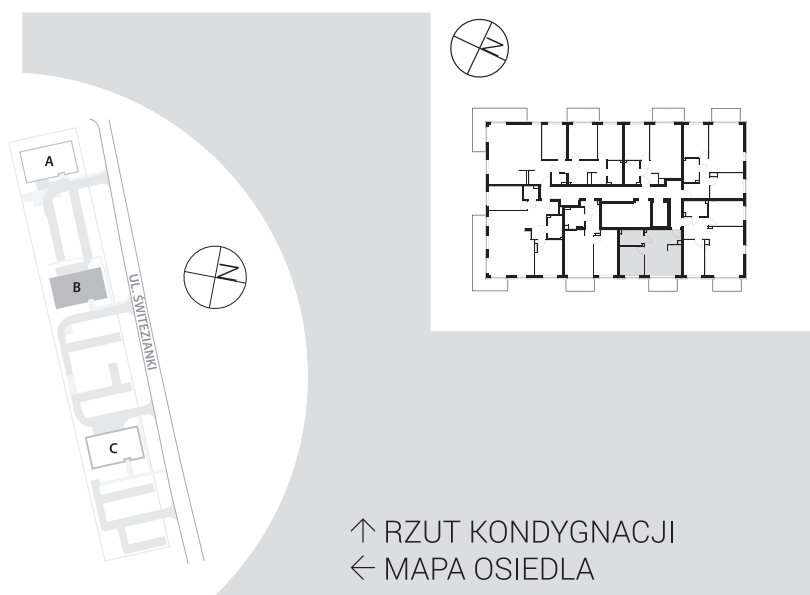 N
A
B
N
UL. ŚWITEZIANKI
C
↑ RZUT KONDYGNACJI
← MAPA OSIEDLA